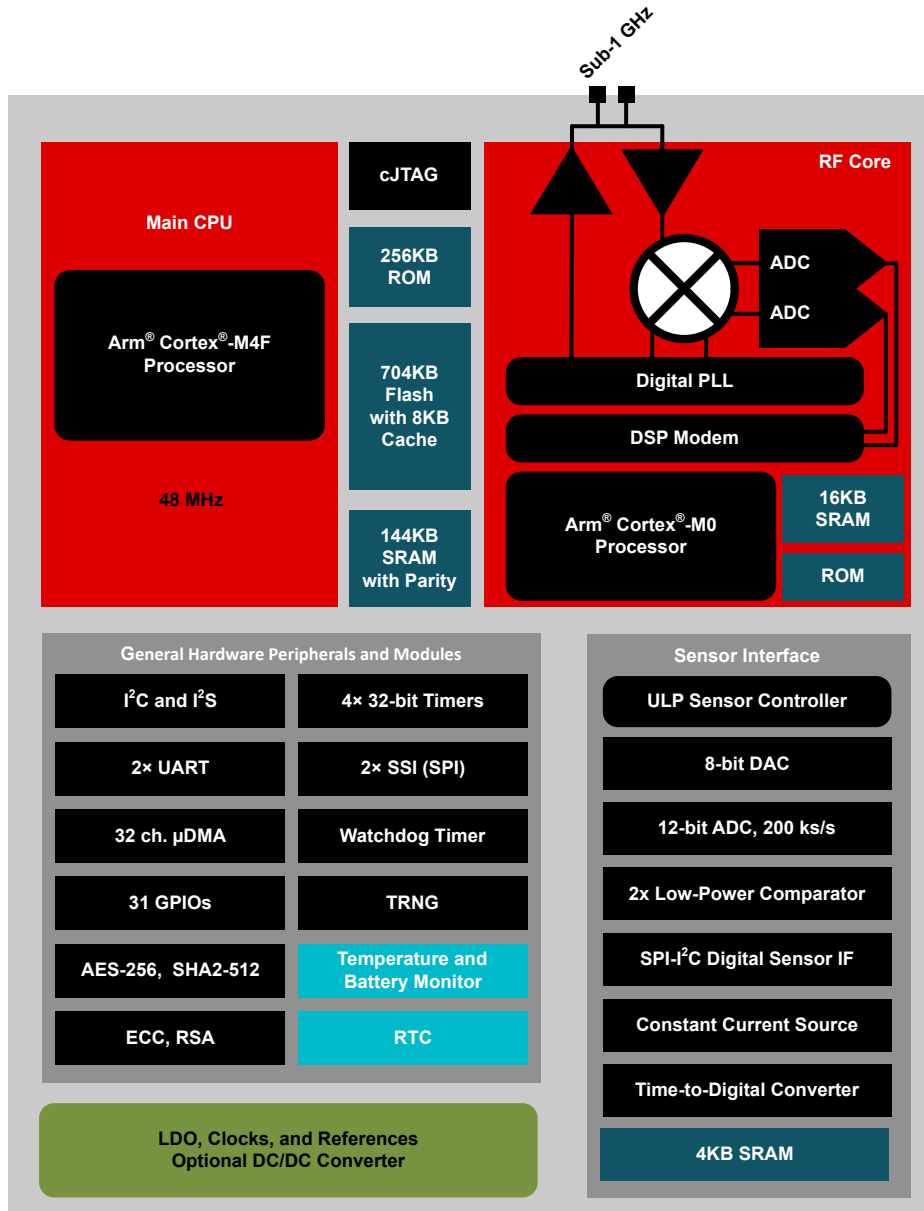 Sub-1 GHz
Main CPU
Arm® Cortex®-M4F
Processor
48 MHz
cJTAG
256KB
ROM
704KB
Flash
with 8KB
Cache
144KB
SRAM
with Parity
RF Core
ADC
ADC
Digital PLL
DSP Modem
Arm® Cortex®-M0
Processor
16KB
SRAM
ROM
General Hardware Peripherals and Modules
I²C and I²S
4× 32-bit Timers
2× UART
2× SSI (SPI)
32 ch. µDMA
Watchdog Timer
31 GPIOs
TRNG
AES-256, SHA2-512
Temperature and
Battery Monitor
ECC, RSA
RTC
LDO, Clocks, and References
Optional DC/DC Converter
Sensor Interface
ULP Sensor Controller
8-bit DAC
12-bit ADC, 200 ks/s
2x Low-Power Comparator
SPI-I²C Digital Sensor IF
Constant Current Source
Time-to-Digital Converter
4KB SRAM